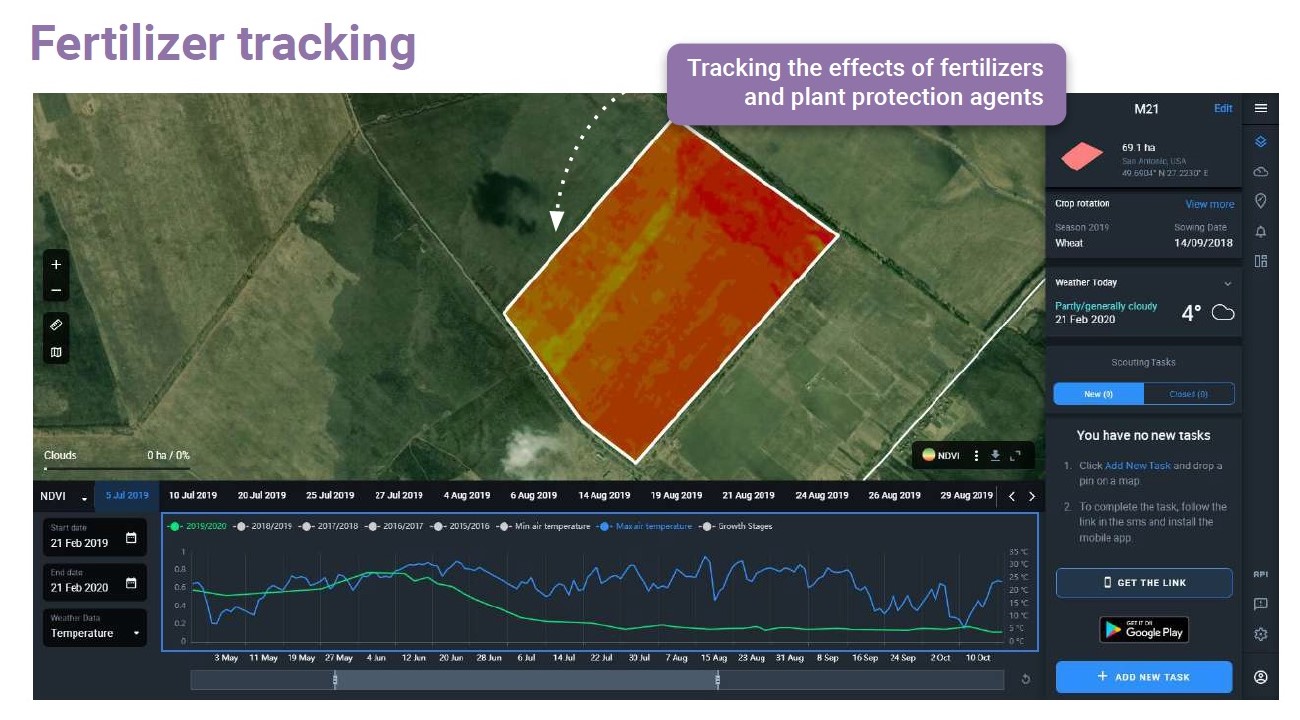 Fertilizer tracking
Tracking the effects of fertilizers
and plant protection agents
M21
Edit
69.1 ha
San Antonio, USA
49.6904° N 27.2230° E
Crop rotation
View more
Season 2019
Sowing Date
Wheat
14/09/2018
Weather Today
Partly/generally cloudy
21 Feb 2020
4°
Scouting Tasks
New (0)
Closed (0)
You have no new tasks
1. Click Add New Task and drop a
pin on a map.
2. To complete the task, follow the
link in the sms and install the
mobile app.
GET THE LINK
GET IT ON
Google Play
+ ADD NEW TASK
+
−
Clouds
0 ha / 0%
NDVI
NDVI
5 Jul 2019
10 Jul 2019
20 Jul 2019
25 Jul 2019
27 Jul 2019
4 Aug 2019
6 Aug 2019
14 Aug 2019
19 Aug 2019
21 Aug 2019
24 Aug 2019
26 Aug 2019
29 Aug 2019
Start date
21 Feb 2019
End date
21 Feb 2020
Weather Data
Temperature
2019/2020
2018/2019
2017/2018
2016/2017
2015/2016
Min air temperature
Max air temperature
Growth Stages
1
0.8
0.6
0.4
0.2
0
35 °C
30 °C
25 °C
20 °C
15 °C
10 °C
5 °C
0 °C
3 May
11 May
19 May
27 May
4 Jun
12 Jun
20 Jun
28 Jun
6 Jul
14 Jul
22 Jul
30 Jul
7 Aug
15 Aug
23 Aug
31 Aug
8 Sep
16 Sep
24 Sep
2 Oct
10 Oct